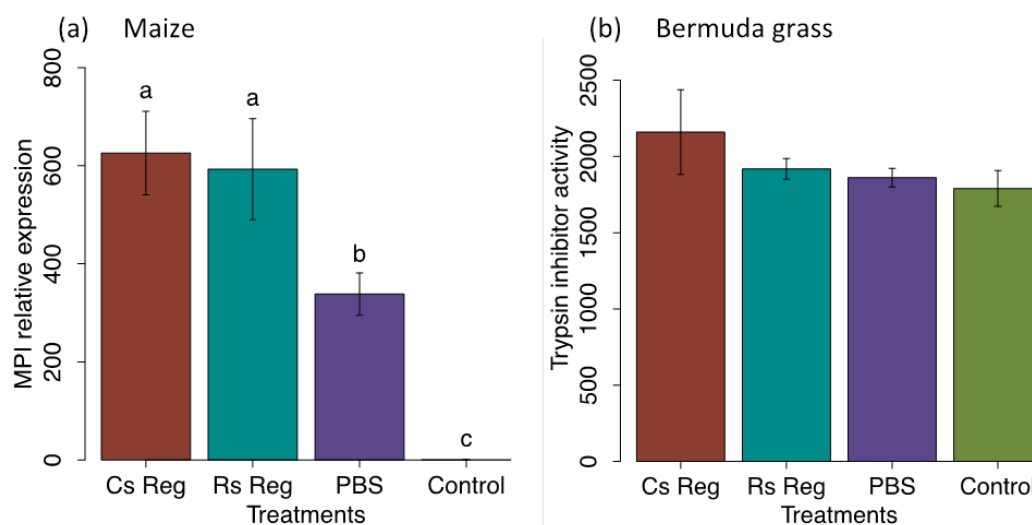 (a) Maize
MPI relative expression
800
600
400
200
0
a
a
b
c
Cs Reg Rs Reg PBS Control
Treatments
(b) Bermuda grass
Trypsin inhibitor activity
2500
2000
1500
1000
500
0
Cs Reg Rs Reg PBS Control
Treatments